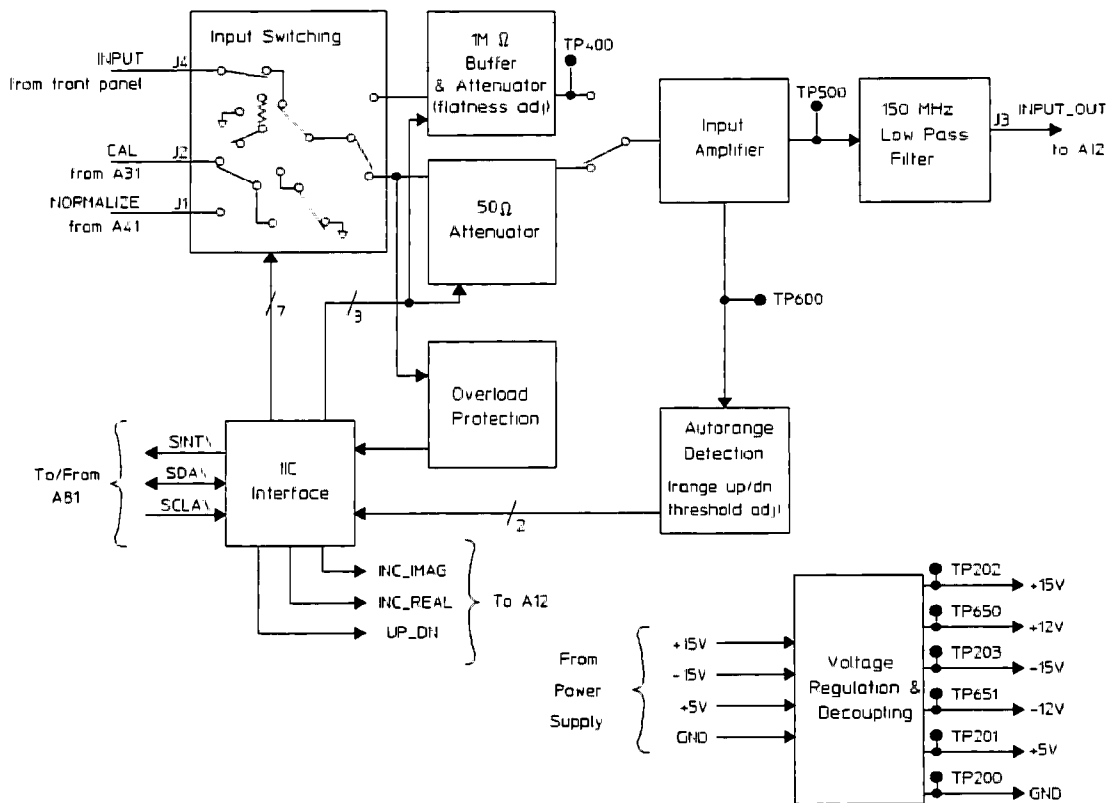 Input Switching
INPUT
J4
from front panel
CAL
J2
from A31
NORMALIZE
J1
from A41
1M Ω
Buffer
& Attenuator
(flatness adj)
TP400
50Ω
Attenuator
Input
Amplifier
TP500
150 MHz
Low Pass
Filter
J3
INPUT_OUT
to A12
TP600
7
3
Overload
Protection
Autorange
Detection
(range up/dn
threshold adj)
2
IIC
Interface
To/From
A81
SINT\
SDA\
SCLA\
INC_IMAG
INC_REAL
UP_DN
To A12
From
Power
Supply
+15V
-15V
+5V
GND
Voltage
Regulation &
Decoupting
TP202
+15V
TP650
+12V
TP203
-15V
TP651
-12V
TP201
+5V
TP200
GND